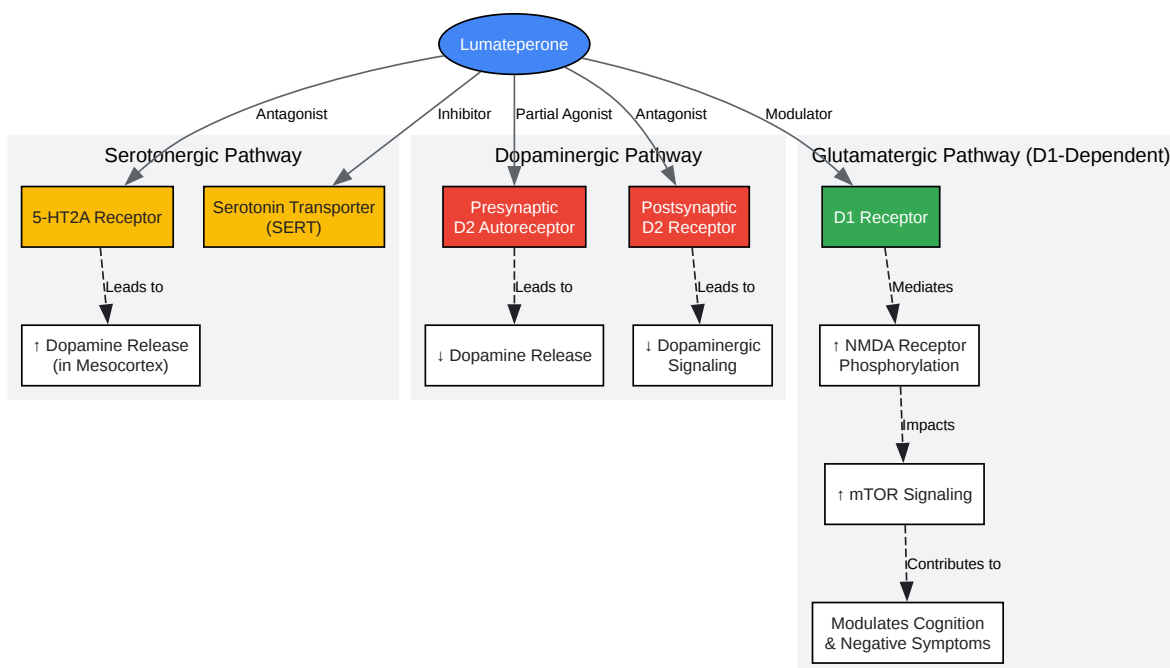 Lumateperone
Antagonist
Inhibitor
Partial Agonist
Antagonist
Modulator
Serotonergic Pathway
Dopaminergic Pathway
Glutamatergic Pathway (D1-Dependent)
5-HT2A Receptor
Serotonin Transporter
(SERT)
Presynaptic
D2 Autoreceptor
Postsynaptic
D2 Receptor
D1 Receptor
Leads to
Leads to
Leads to
Mediates
↑ Dopamine Release
(in Mesocortex)
↓ Dopamine Release
↓ Dopaminergic
Signaling
↑ NMDA Receptor
Phosphorylation
Impacts
↑ mTOR Signaling
Contributes to
Modulates Cognition
& Negative Symptoms